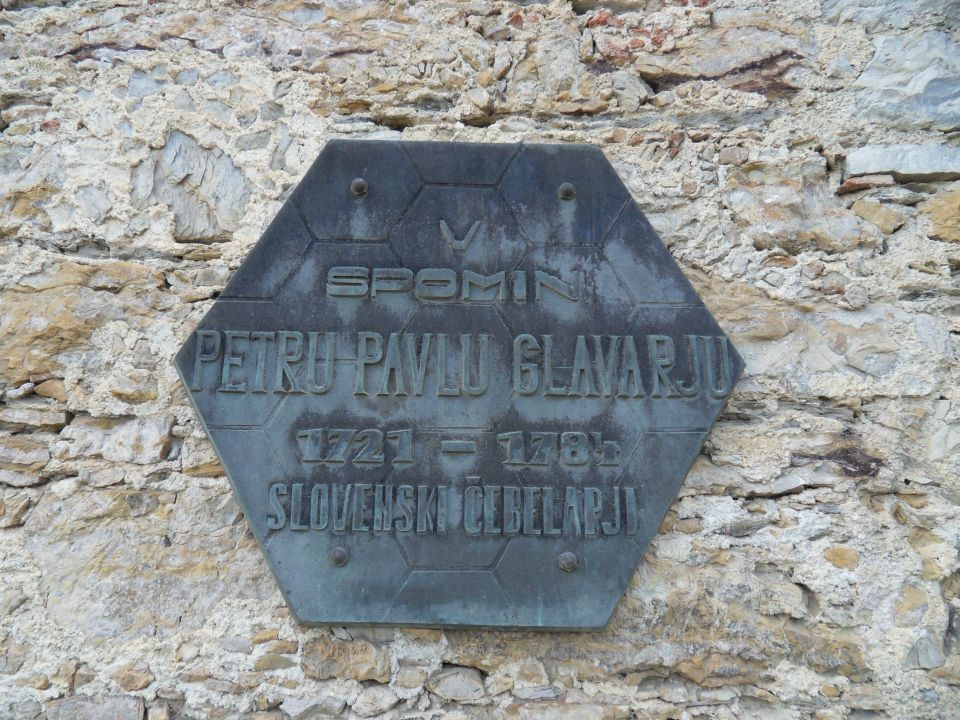 V
SPOMIN
PETRU PAVLU GLAVARJU
1721 - 1784
SLOVENSKI ČEBELARJI